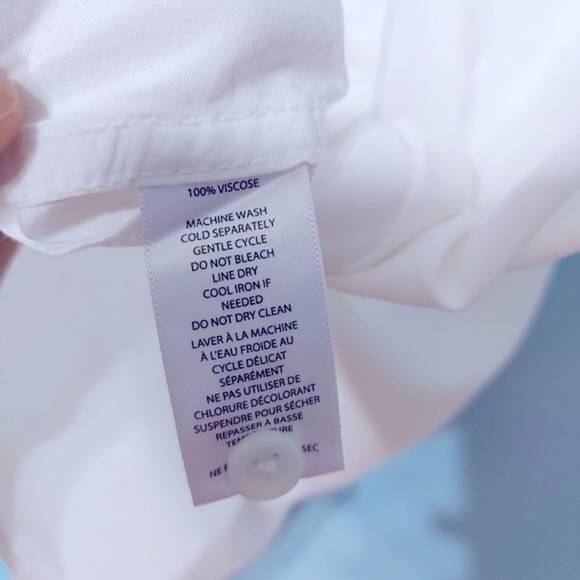 100% VISCOSE
MACHINE WASH
COLD SEPARATELY
GENTLE CYCLE
DO NOT BLEACH
LINE DRY
COOL IRON IF
NEEDED
DO NOT DRY CLEAN
LAVER À LA MACHINE
À L'EAU FROIDE AU
CYCLE DÉLICAT
SÉPARÉMENT
NE PAS UTILISER DE
CHLORURE DÉCOLORANT
SUSPENDRE POUR SÉCHER
REPASSER À BASSE
NE SEC